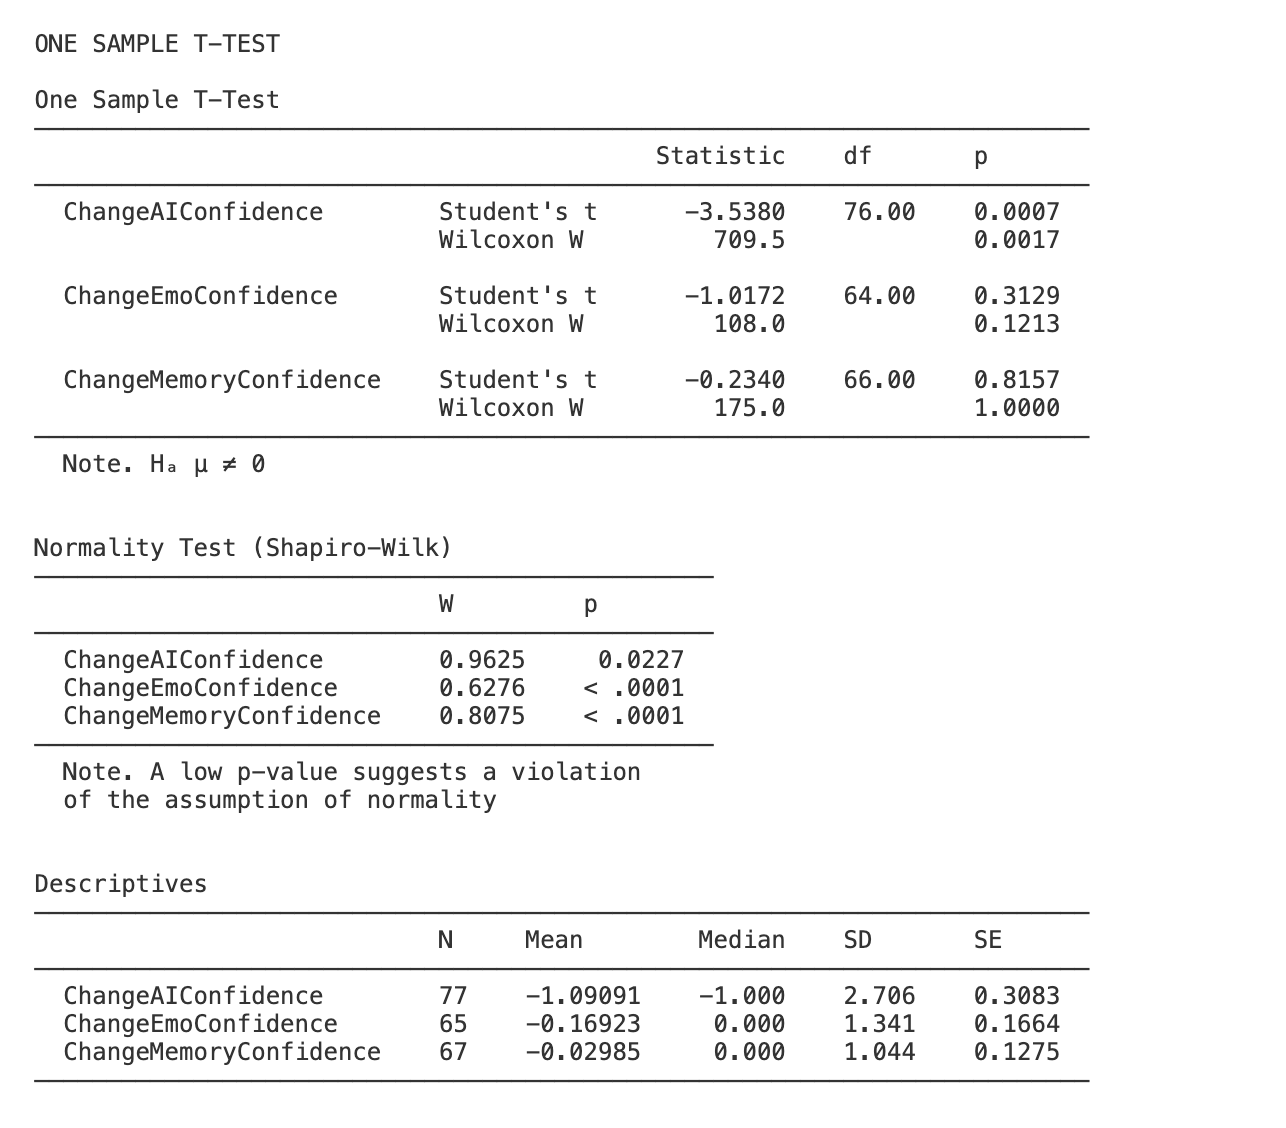 ONE SAMPLE T-TEST
One Sample T-Test
Statistic df p
ChangeAIConfidence Student's t -3.5380 76.00 0.0007
Wilcoxon W 709.5 0.0017
ChangeEmoConfidence Student's t -1.0172 64.00 0.3129
Wilcoxon W 108.0 0.1213
ChangeMemoryConfidence Student's t -0.2340 66.00 0.8157
Wilcoxon W 175.0 1.0000
Note. Hₐ μ ≠ 0
Normality Test (Shapiro-Wilk)
W p
ChangeAIConfidence 0.9625 0.0227
ChangeEmoConfidence 0.6276 < .0001
ChangeMemoryConfidence 0.8075 < .0001
Note. A low p-value suggests a violation
of the assumption of normality
Descriptives
N Mean Median SD SE
ChangeAIConfidence 77 -1.09091 -1.000 2.706 0.3083
ChangeEmoConfidence 65 -0.16923 0.000 1.341 0.1664
ChangeMemoryConfidence 67 -0.02985 0.000 1.044 0.1275